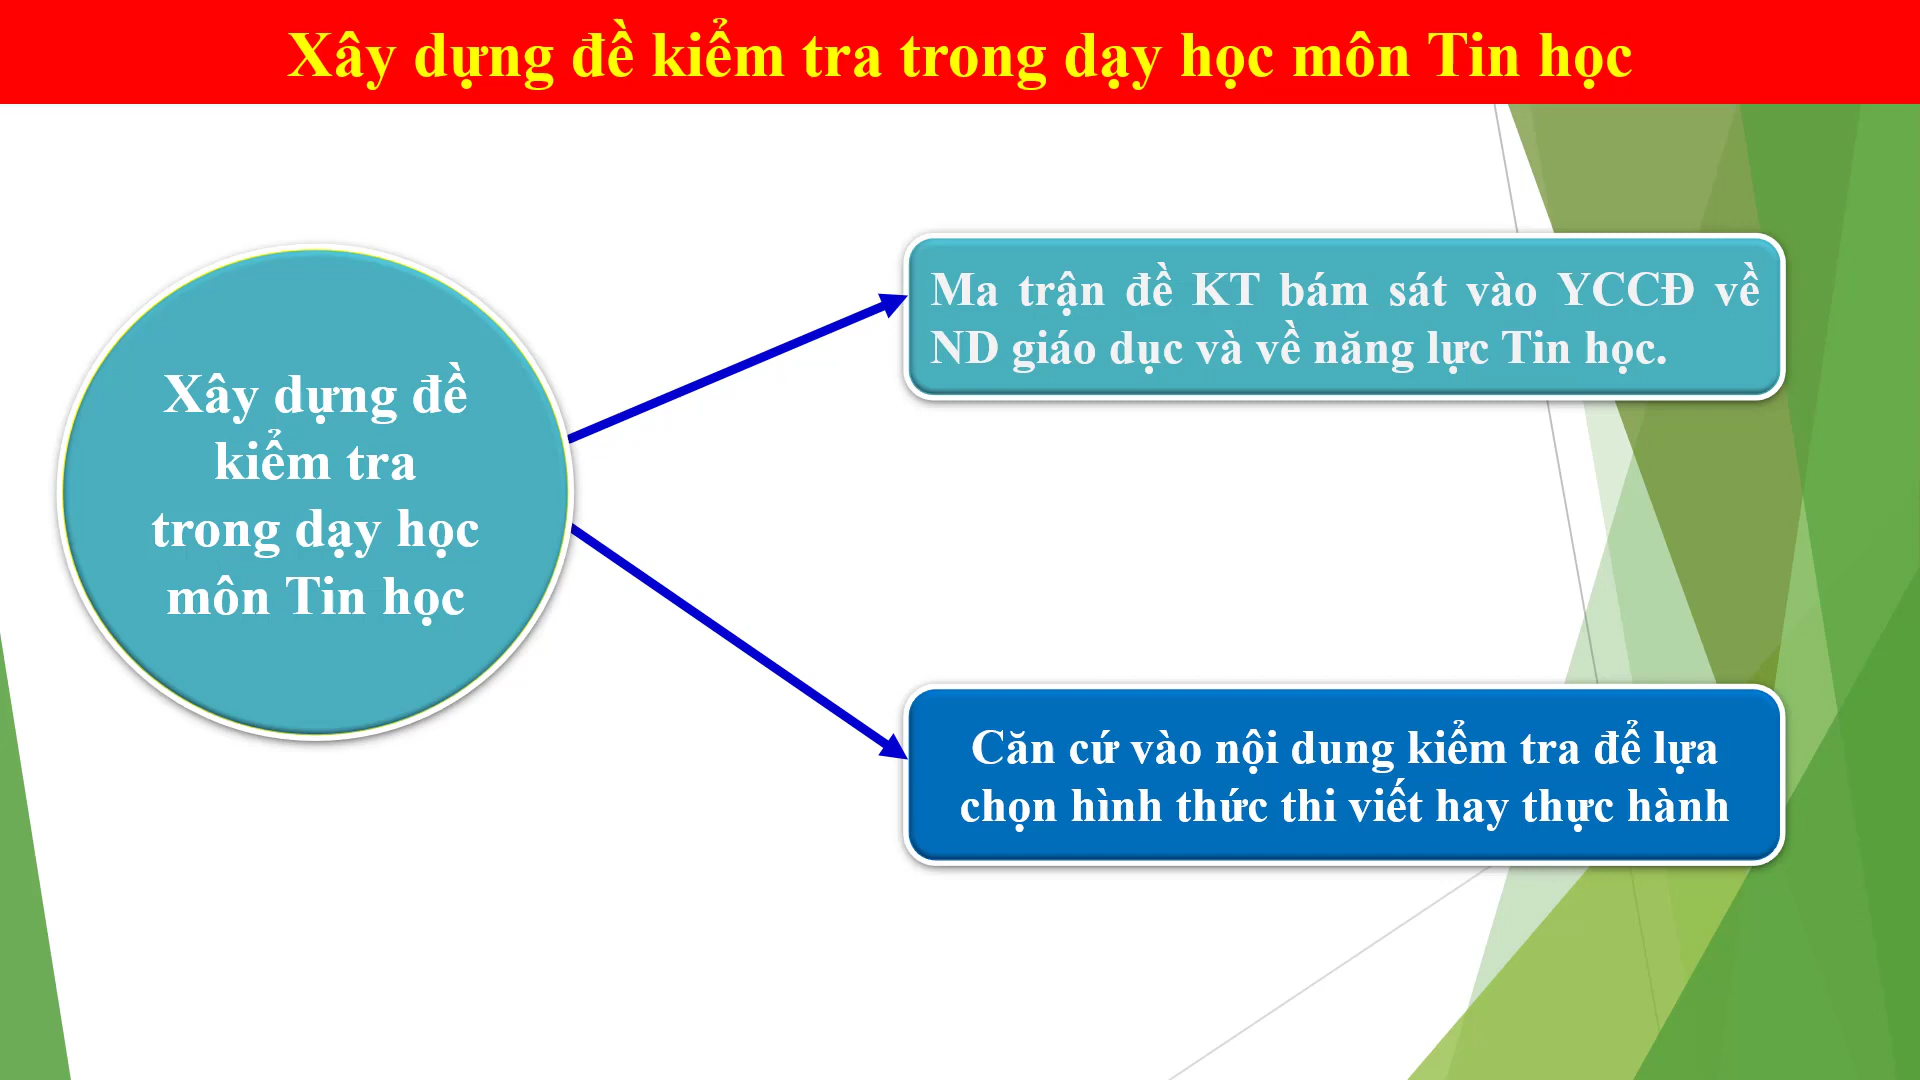 Xây dựng đề kiểm tra trong dạy học môn Tin học
Xây dựng đề
kiểm tra
trong dạy học
môn Tin học
Ma trận đề KT bám sát vào YCCĐ về
ND giáo dục và về năng lực Tin học.
Căn cứ vào nội dung kiểm tra để lựa
chọn hình thức thi viết hay thực hành